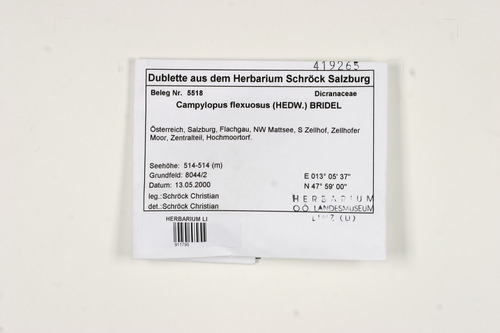 419265
Dublette aus dem Herbarium Schröck Salzburg
Beleg Nr. 5518 Dicranaceae
Campylopus flexuosus (HEDW.) BRIDEL
Österreich, Salzburg, Flachgau, NW Mattsee, S Zellhof, Zellhofer
Moor, Zentralteil, Hochmoortorf.
Seehöhe: 514-514 (m)
Grundfeld: 8044/2 E 013° 05' 37"
Datum: 13.05.2000 N 47° 59' 00"
leg.: Schröck Christian HERBARIUM
det.: Schröck Christian OÖ LANDESMUSEUM
LINZ (LI)
HERBARIUM LI